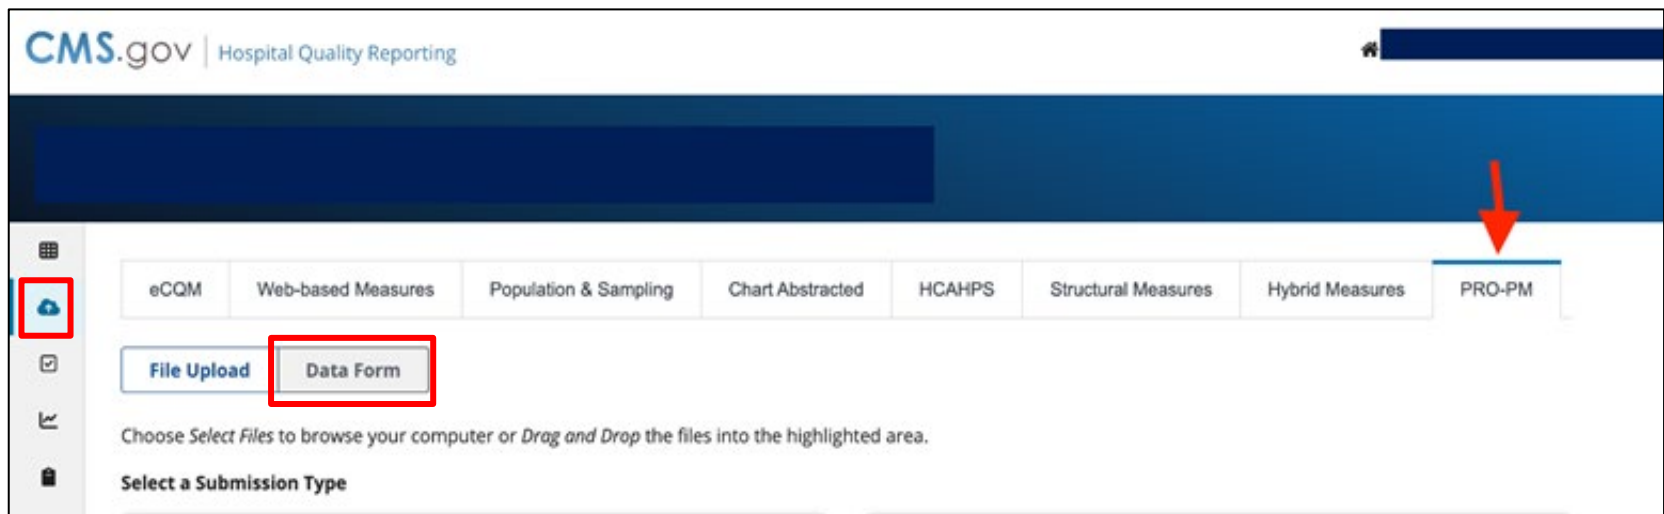 CMS.gov | Hospital Quality Reporting
eCQM Web-based Measures Population & Sampling Chart Abstracted HCAHPS Structural Measures Hybrid Measures PRO-PM
File Upload Data Form
Choose Select Files to browse your computer or Drag and Drop the files into the highlighted area.
Select a Submission Type